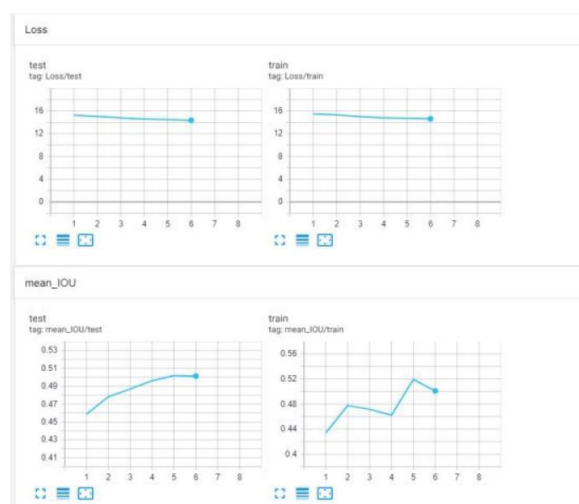 Loss
test
tag: Loss/test
train
tag: Loss/train
16
12
8
4
0
1 2 3 4 5 6 7 8
16
12
8
4
0
1 2 3 4 5 6 7 8
mean_IOU
test
tag: mean_IOU/test
train
tag: mean_IOU/train
0.53
0.51
0.49
0.47
0.45
0.43
0.41
1 2 3 4 5 6 7 8
0.56
0.52
0.48
0.44
0.4
1 2 3 4 5 6 7 8